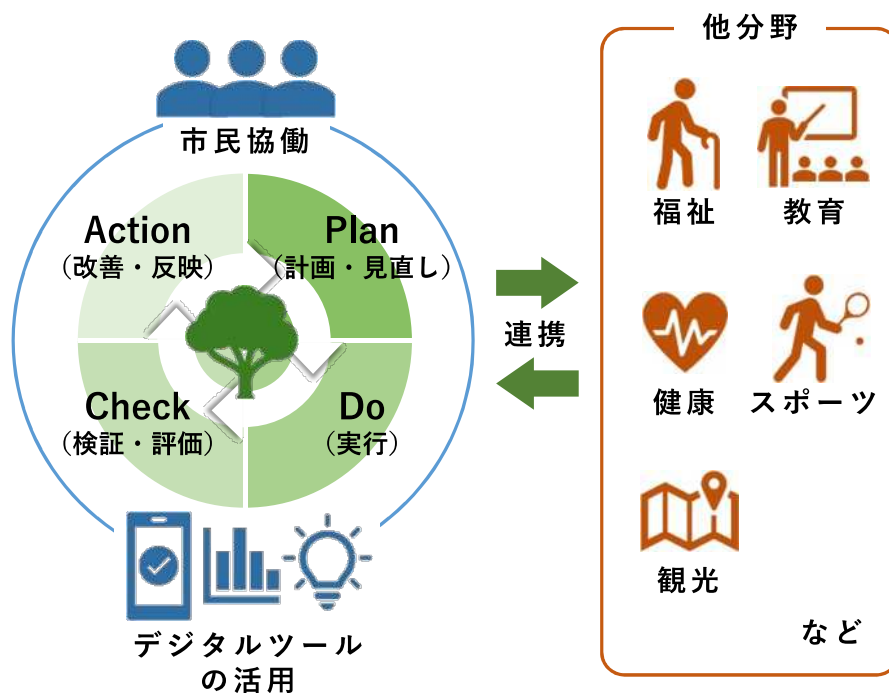 市民協働
Action
（改善・反映）
Plan
（計画・見直し）
Check
（検証・評価）
Do
（実行）
デジタルツール
の活用
連携
他分野
福祉
教育
健康
スポーツ
観光
など